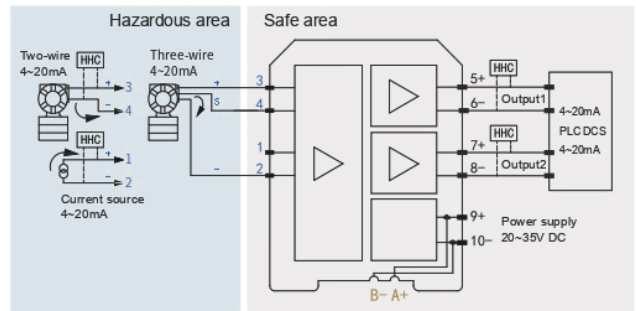 Hazardous area
Safe area
Two-wire
4~20mA
HHC
Three-wire
4~20mA
+
3
-
4
+
S
-
HHC
+
1
-
2
Current source
4~20mA
3
4
1
2
5+
6-
HHC
Output1
7+
8-
HHC
Output2
4~20mA
PLC DCS
4~20mA
9+
10-
Power supply
20~35V DC
B- A+